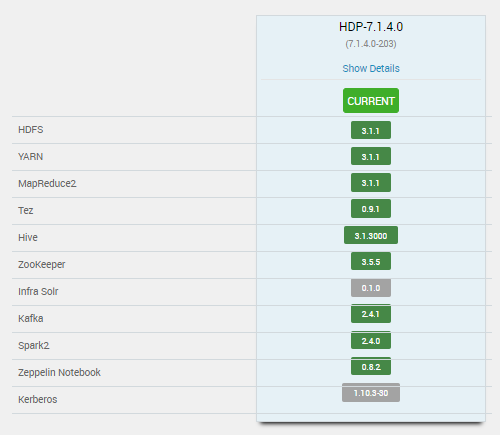 HDP-7.1.4.0
(7.1.4.0-203)
Show Details
CURRENT
HDFS 3.1.1
YARN 3.1.1
MapReduce2 3.1.1
Tez 0.9.1
Hive 3.1.3000
ZooKeeper 3.5.5
Infra Solr 0.1.0
Kafka 2.4.1
Spark2 2.4.0
Zeppelin Notebook 0.8.2
Kerberos 1.10.3-30